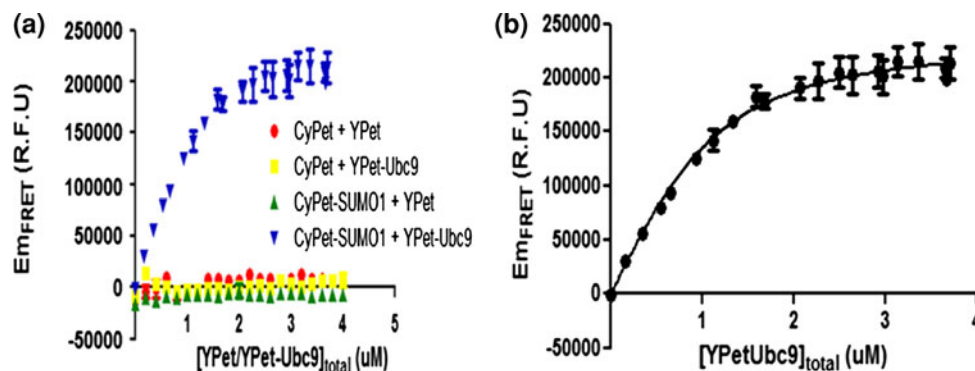 (a)
250000
200000
150000
100000
50000
0
-50000
EmFRET (R.F.U)
CyPet + YPet
CyPet + YPet-Ubc9
CyPet-SUMO1 + YPet
CyPet-SUMO1 + YPet-Ubc9
1 2 3 4 5
[YPet/YPet-Ubc9]total (uM)
(b)
250000
200000
150000
100000
50000
0
-50000
EmFRET (R.F.U)
1 2 3 4
[YPetUbc9]total (uM)